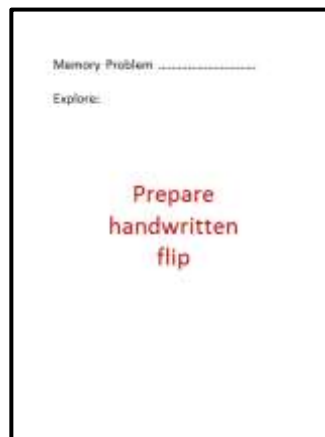 Memory Problem ................................
Explore:
Prepare
handwritten
flip